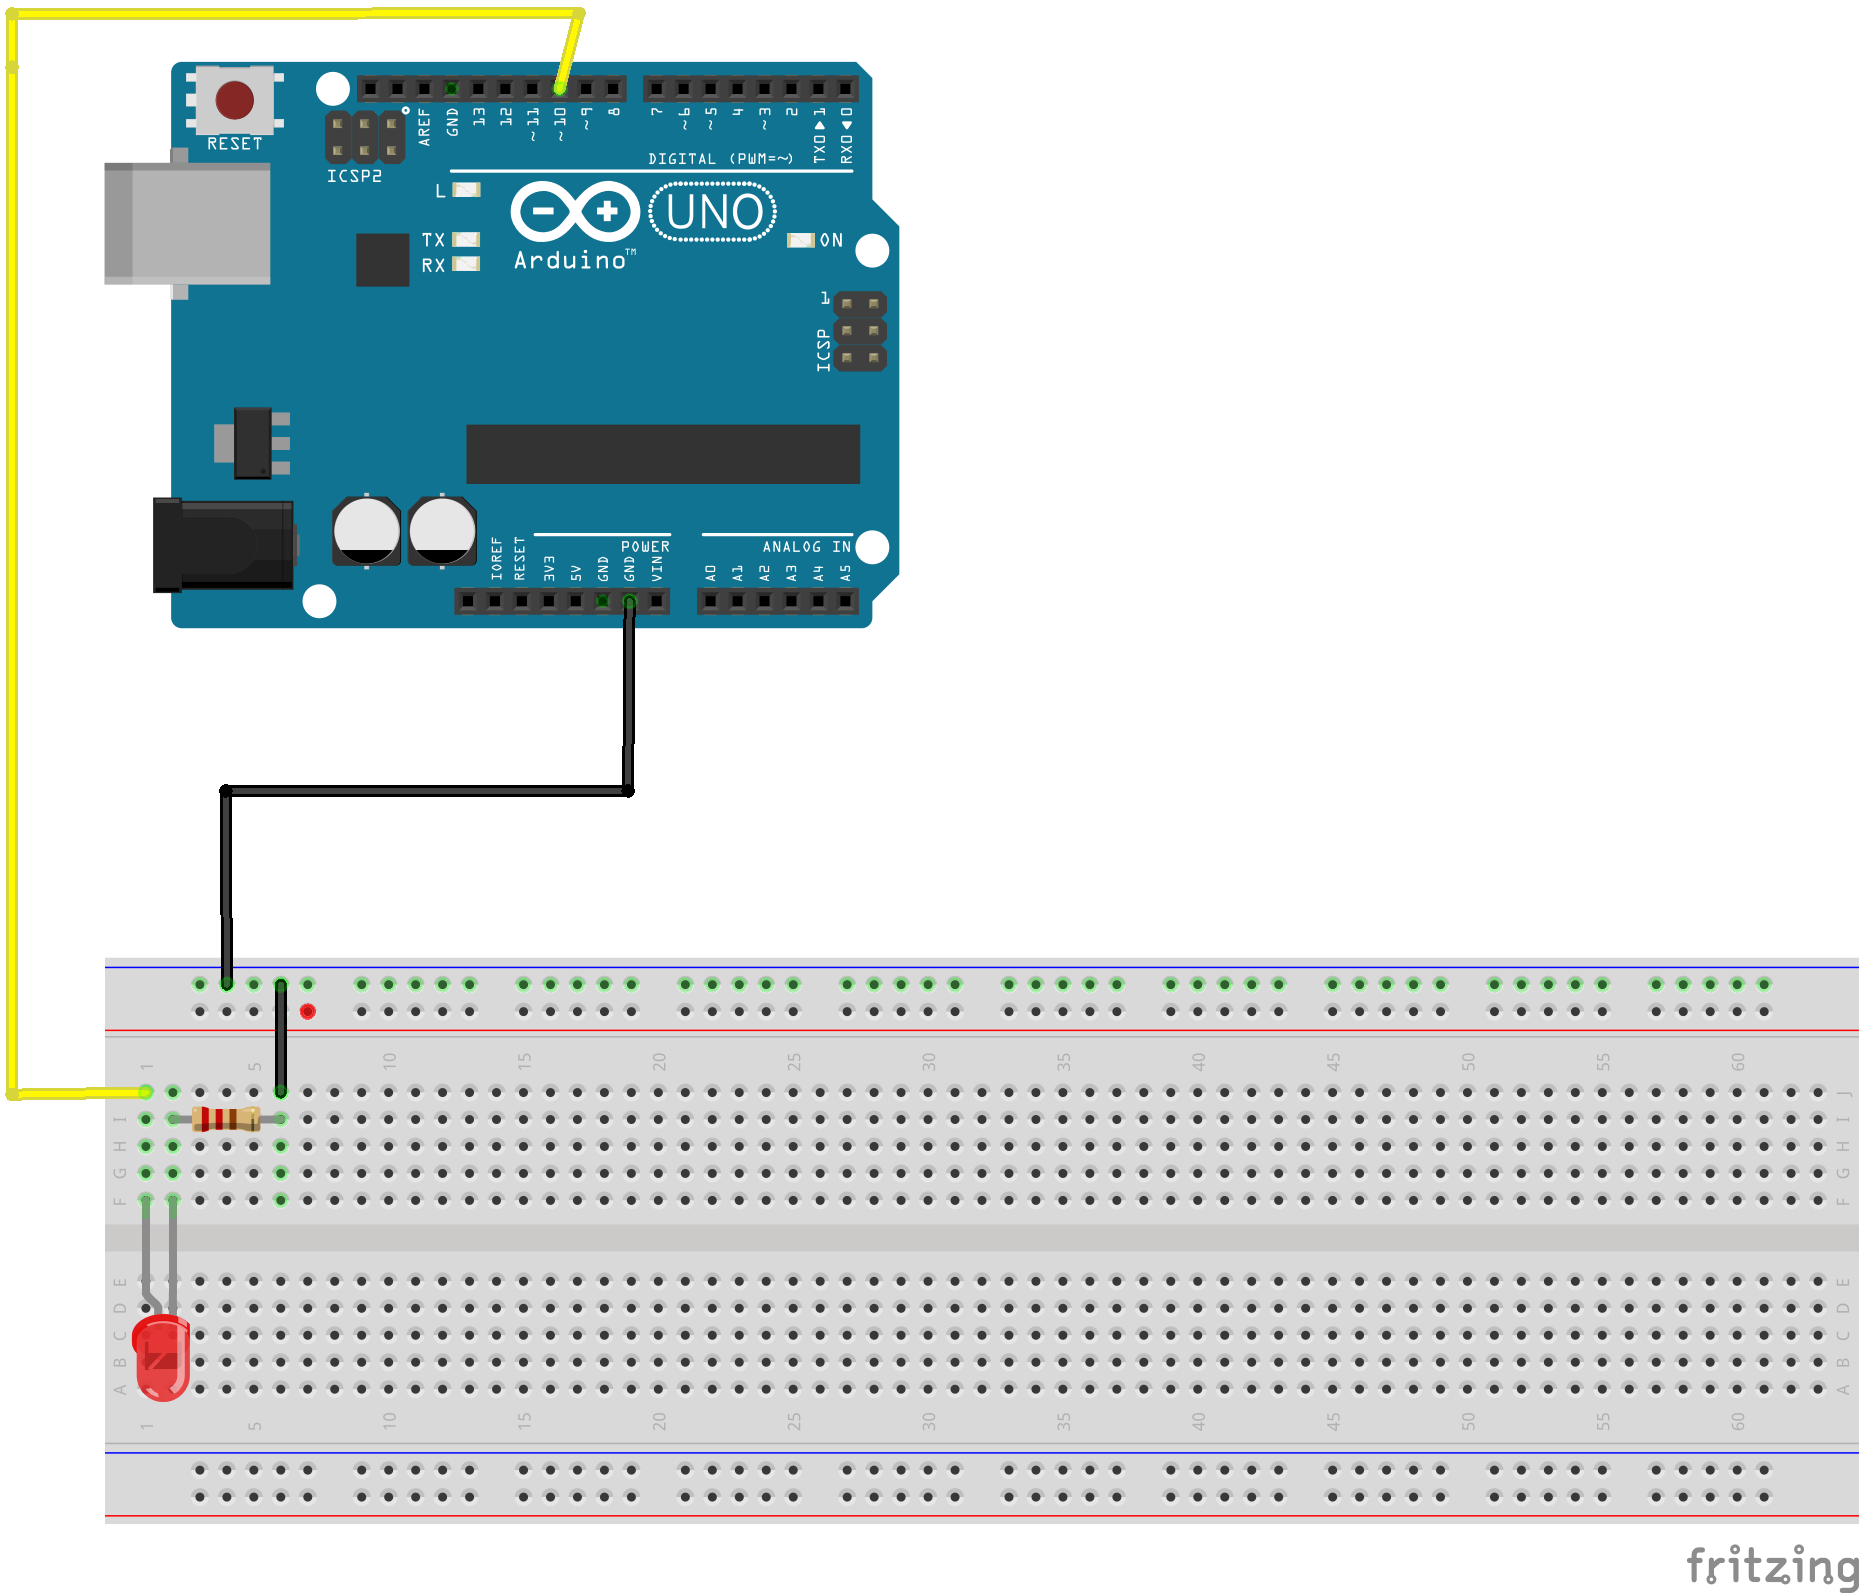 RESET
ICSP2
AREF
GND
13
12
~11
~10
~9
8
7
~6
~5
4
~3
2
TX0▶1
RX0◀0
DIGITAL (PWM=~)
L
TX
RX
Arduino™
UNO
ON
1
ICSP
IOREF
RESET
3V3
5V
GND
GND
VIN
POWER
ANALOG IN
A0
A1
A2
A3
A4
A5
1 5 10 15 20 25 30 35 40 45 50 55 60
J
I I
H H
G G
F F
E E
D D
C C
B B
A A
1 5 10 15 20 25 30 35 40 45 50 55 60
fritzing